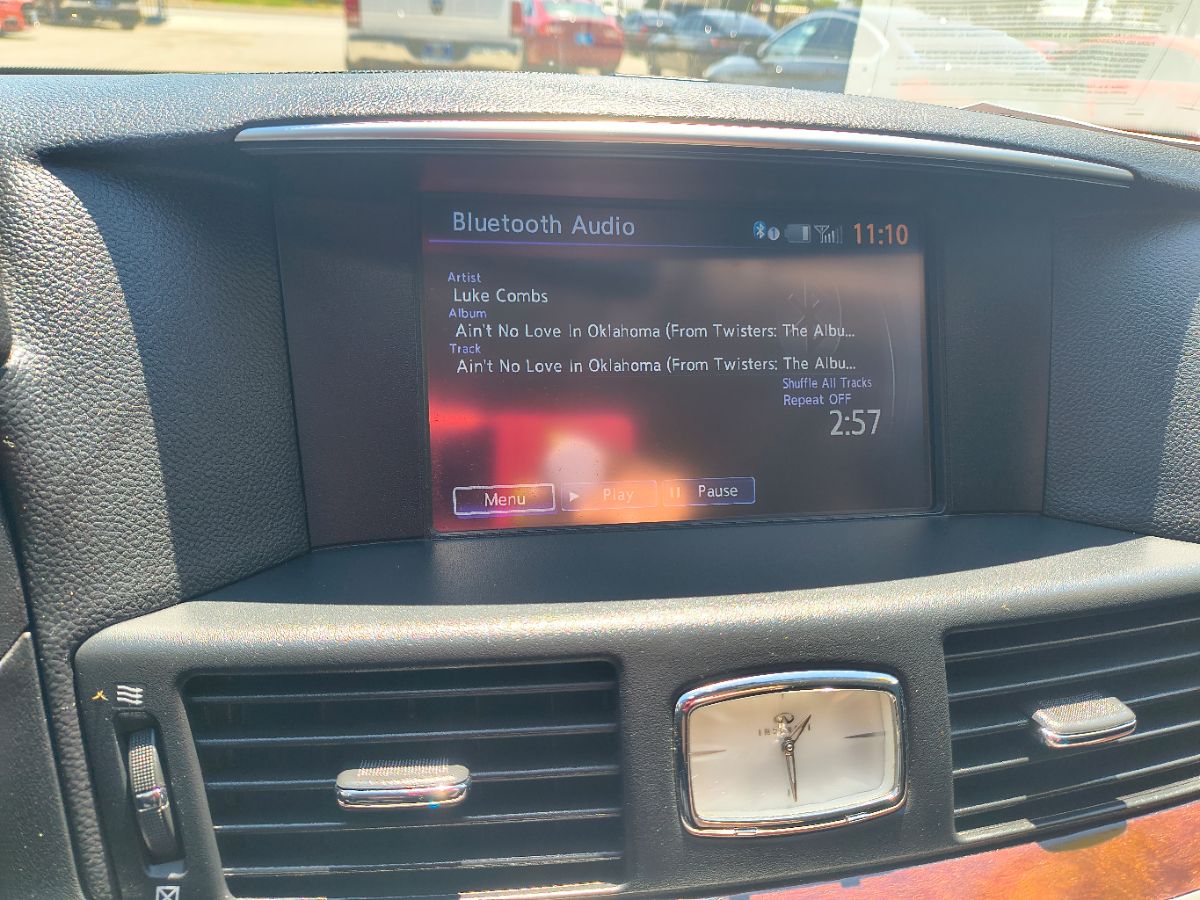 Bluetooth Audio
1
11:10
Artist
Luke Combs
Album
Ain't No Love In Oklahoma (From Twisters: The Albu...
Track
Ain't No Love In Oklahoma (From Twisters: The Albu...
Shuffle All Tracks
Repeat OFF
2:57
Menu
Play
Pause